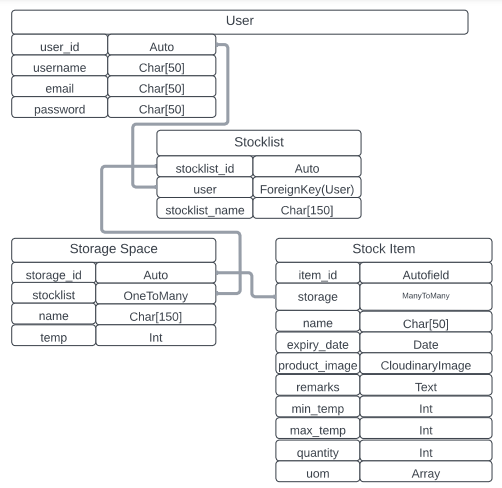 User
user_id Auto
username Char[50]
email Char[50]
password Char[50]
Stocklist
stocklist_id Auto
user ForeignKey(User)
stocklist_name Char[150]
Storage Space
storage_id Auto
stocklist OneToMany
name Char[150]
temp Int
Stock Item
item_id Autofield
storage ManyToMany
name Char[50]
expiry_date Date
product_image CloudinaryImage
remarks Text
min_temp Int
max_temp Int
quantity Int
uom Array